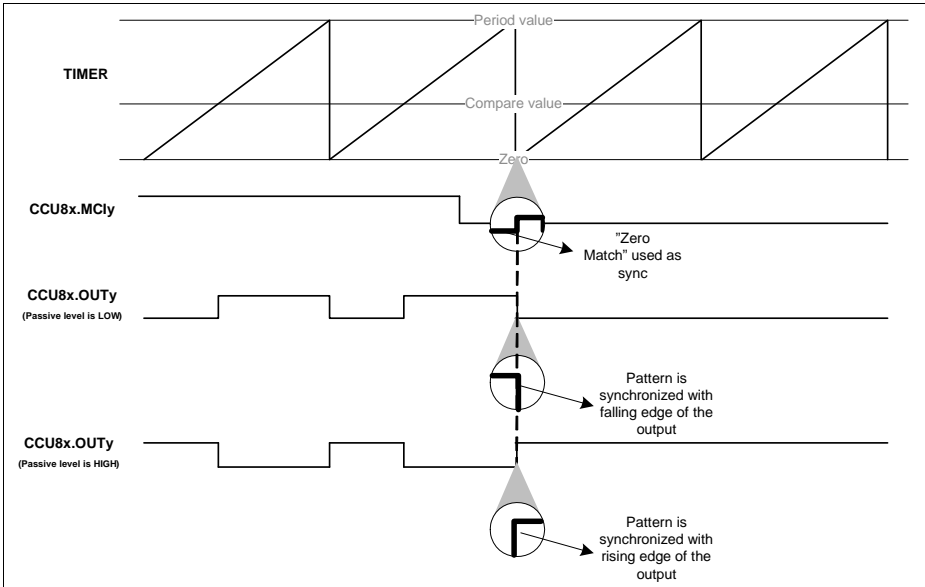 Period value
TIMER
Compare value
Zero
CCU8x.MCIy
"Zero
Match" used as
sync
CCU8x.OUTy
(Passive level is LOW)
Pattern is
synchronized with
falling edge of the
output
CCU8x.OUTy
(Passive level is HIGH)
Pattern is
synchronized with
rising edge of the
output